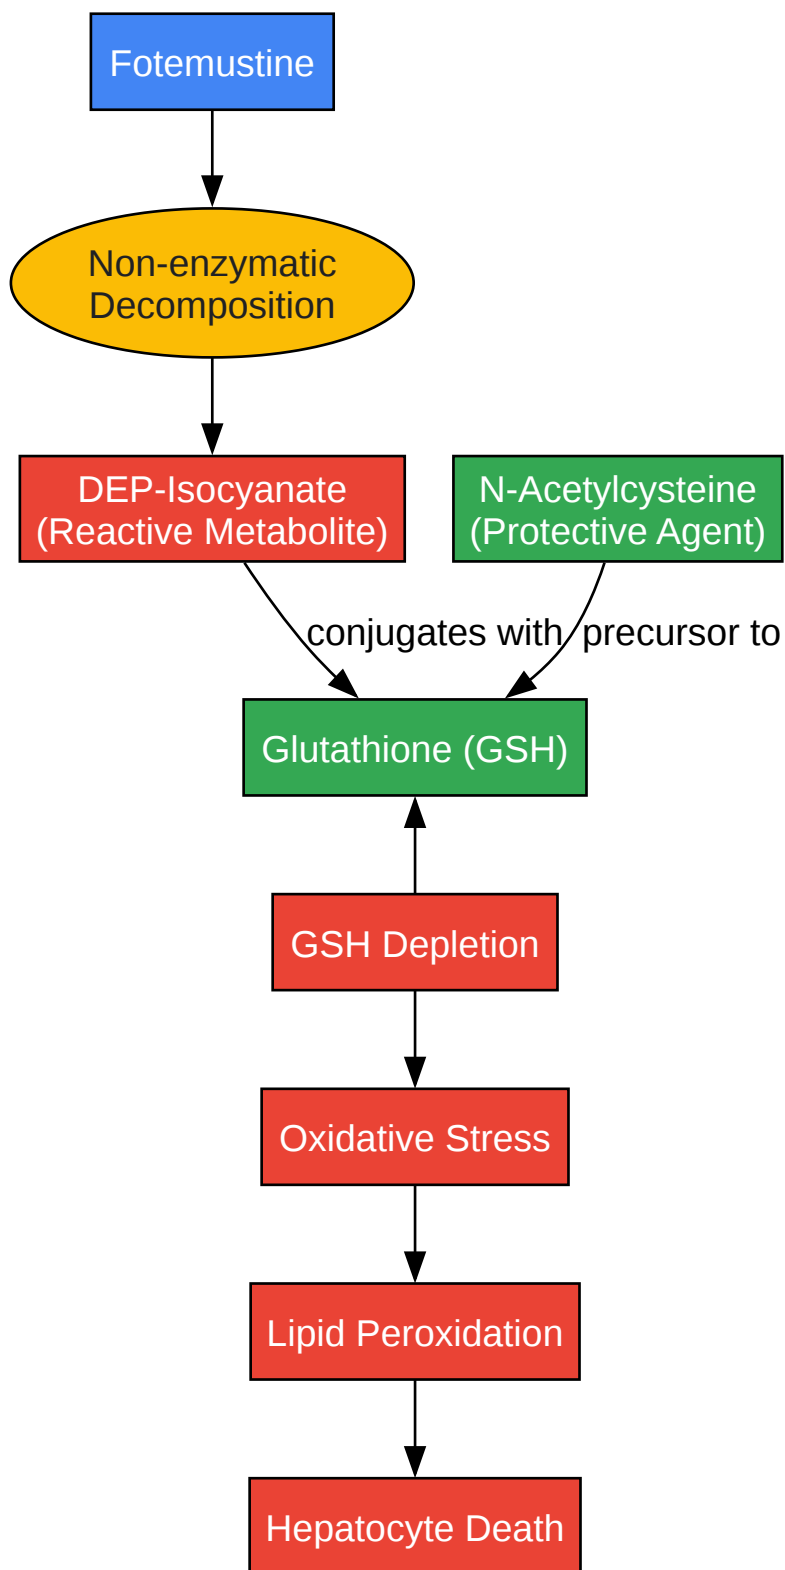 Fotemustine
Non-enzymatic
Decomposition
DEP-Isocyanate
(Reactive Metabolite)
N-Acetylcysteine
(Protective Agent)
conjugates with
precursor to
Glutathione (GSH)
GSH Depletion
Oxidative Stress
Lipid Peroxidation
Hepatocyte Death